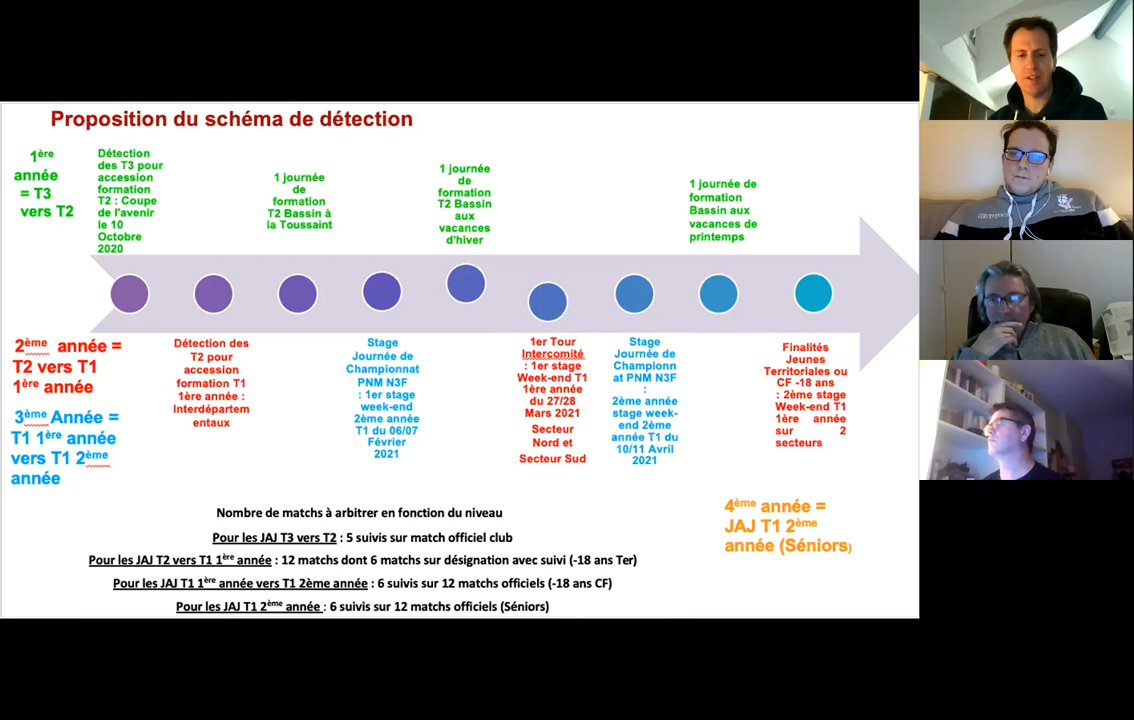 Proposition du schéma de détection
1ère
année
= T3
vers T2
Détection
des T3 pour
accession
formation
T2 : Coupe
de l'avenir
le 10
Octobre
2020
1 journée
de
formation
T2 Bassin à
la Toussaint
1 journée
de
formation
T2 Bassin
aux
vacances
d'hiver
1 journée de
formation
Bassin aux
vacances de
printemps
2ème année =
T2 vers T1
1ère année
3ème Année =
T1 1ère année
vers T1 2ème
année
Détection des
T2 pour
accession
formation T1
1ère année :
Interdépartem
entaux
Stage
Journée de
Championnat
PNM N3F
: 1er stage
week-end
2ème année
T1 du 06/07
Février
2021
1er Tour
Intercomité
: 1er stage
Week-end T1
1ère année
du 27/28
Mars 2021
Secteur
Nord et
Secteur Sud
Stage
Journée de
Championn
at PNM N3F
:
2ème année
stage week-
end 2ème
année T1 du
10/11 Avril
2021
Finalités
Jeunes
Territoriales ou
CF -18 ans
: 2ème stage
Week-end T1
1ère année
sur 2
secteurs
4ème année =
JAJ T1 2ème
année (Séniors)
Nombre de matchs à arbitrer en fonction du niveau
Pour les JAJ T3 vers T2 : 5 suivis sur match officiel club
Pour les JAJ T2 vers T1 1ère année : 12 matchs dont 6 matchs sur désignation avec suivi (-18 ans Ter)
Pour les JAJ T1 1ère année vers T1 2ème année : 6 suivis sur 12 matchs officiels (-18 ans CF)
Pour les JAJ T1 2ème année : 6 suivis sur 12 matchs officiels (Séniors)